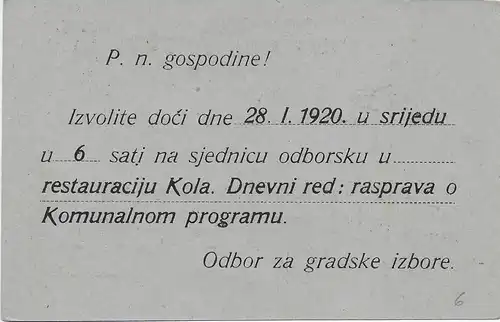 P. n. gospodine!
Izvolite doći dne 28. I. 1920. u srijedu
u 6 sati na sjednicu odborsku u
restauraciju Kola. Dnevni red: rasprava o
Komunalnom programu.
Odbor za gradske izbore.
6